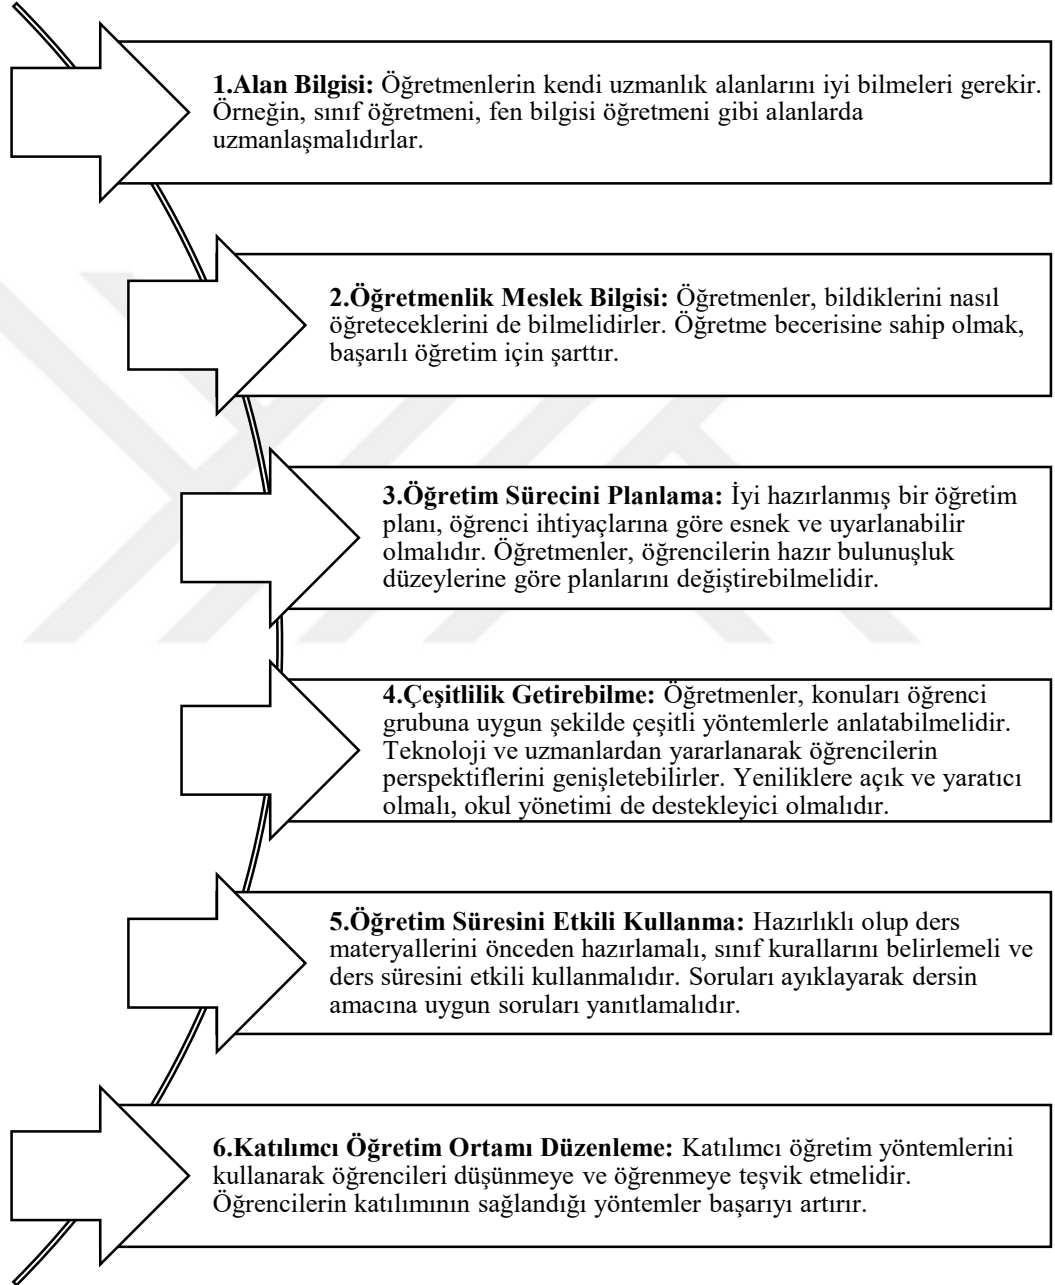 1.Alan Bilgisi: Öğretmenlerin kendi uzmanlık alanlarını iyi bilmeleri gerekir.
Örneğin, sınıf öğretmeni, fen bilgisi öğretmeni gibi alanlarda
uzmanlaşmalıdırlar.
2.Öğretmenlik Meslek Bilgisi: Öğretmenler, bildiklerini nasıl
öğreteceklerini de bilmelidirler. Öğretme becerisine sahip olmak,
başarılı öğretim için şarttır.
3.Öğretim Sürecini Planlama: İyi hazırlanmış bir öğretim
planı, öğrenci ihtiyaçlarına göre esnek ve uyarlanabilir
olmalıdır. Öğretmenler, öğrencilerin hazır bulunuşluk
düzeylerine göre planlarını değiştirebilmelidir.
4.Çeşitlilik Getirebilme: Öğretmenler, konuları öğrenci
grubuna uygun şekilde çeşitli yöntemlerle anlatabilmelidir.
Teknoloji ve uzmanlardan yararlanarak öğrencilerin
perspektiflerini genişletebilirler. Yeniliklere açık ve yaratıcı
olmalı, okul yönetimi de destekleyici olmalıdır.
5.Öğretim Süresini Etkili Kullanma: Hazırlıklı olup ders
materyallerini önceden hazırlamalı, sınıf kurallarını belirlemeli ve
ders süresini etkili kullanmalıdır. Soruları ayıklayarak dersin
amacına uygun soruları yanıtlamalıdır.
6.Katılımcı Öğretim Ortamı Düzenleme: Katılımcı öğretim yöntemlerini
kullanarak öğrencileri düşünmeye ve öğrenmeye teşvik etmelidir.
Öğrencilerin katılımının sağlandığı yöntemler başarıyı artırır.